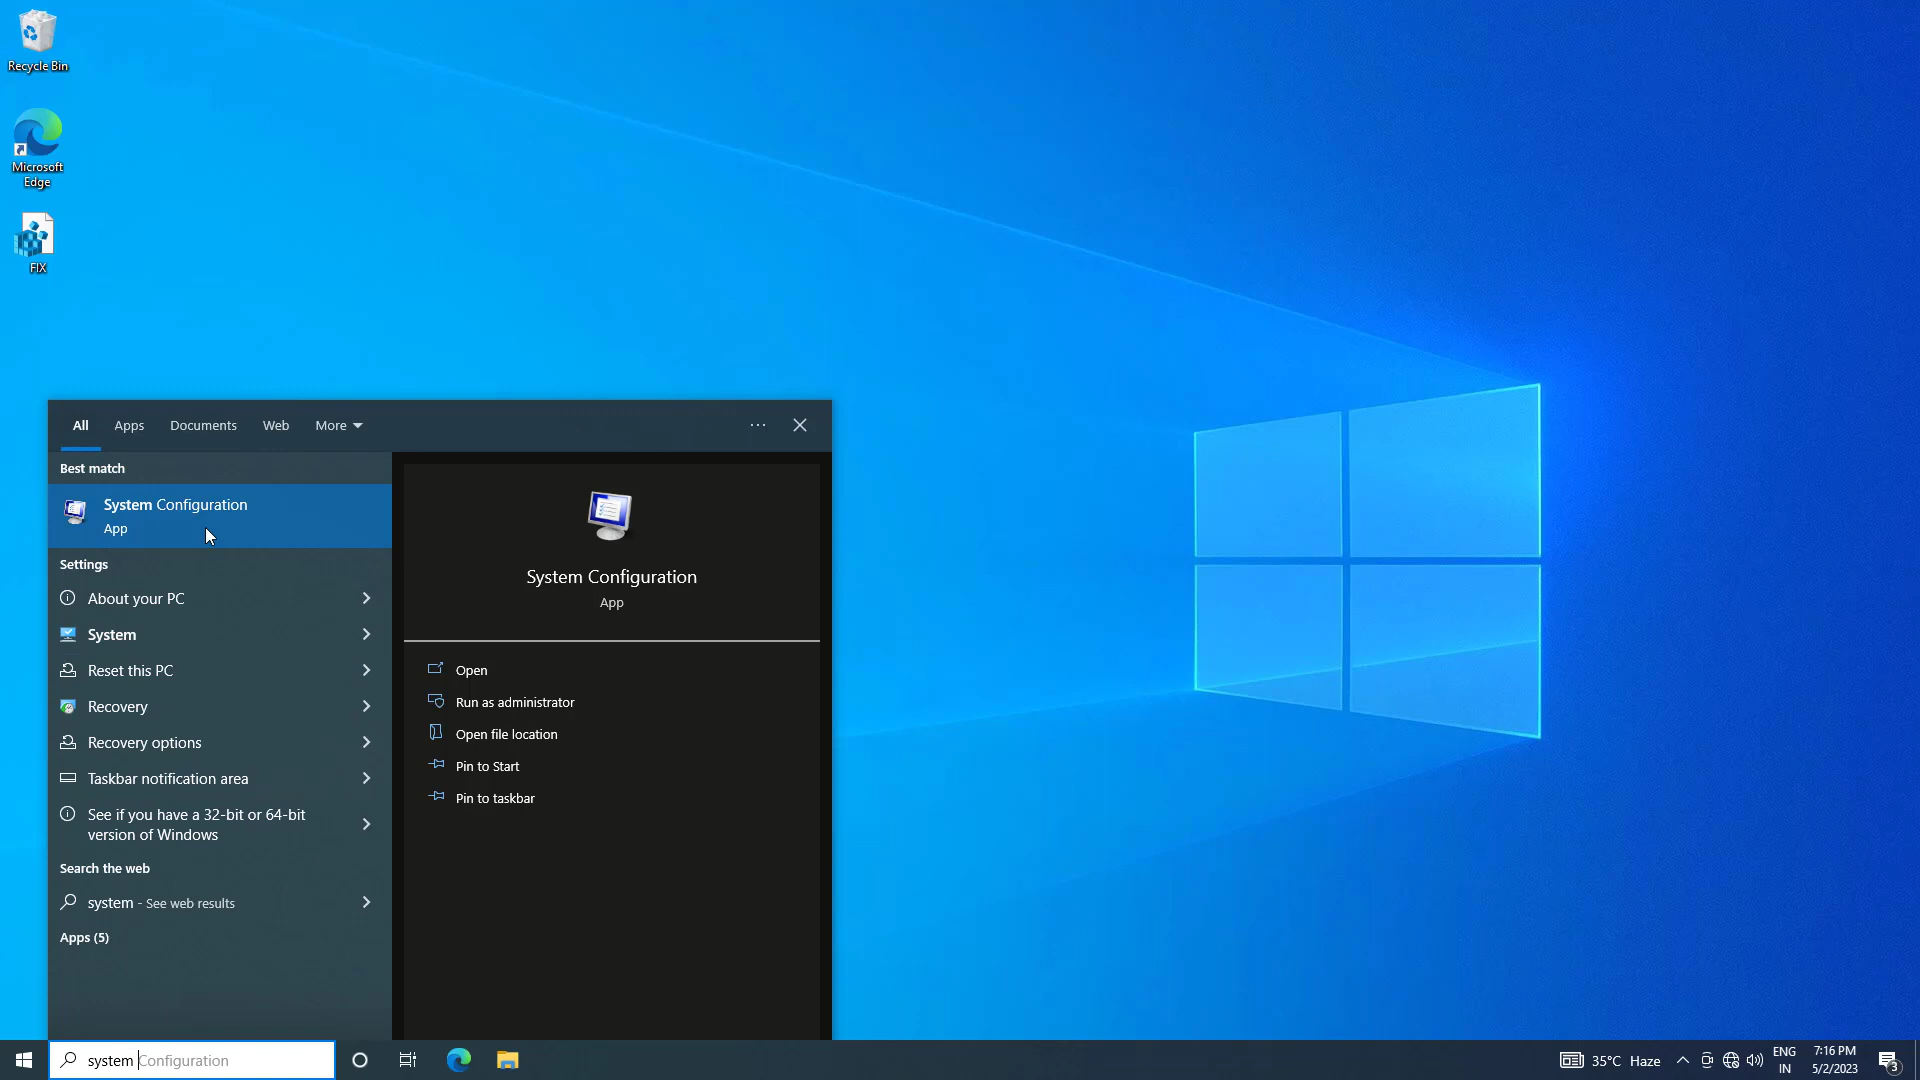 Recycle Bin
Microsoft
Edge
FIX
All Apps Documents Web More
Best match
System Configuration
App
Settings
About your PC
System
Reset this PC
Recovery
Recovery options
Taskbar notification area
See if you have a 32-bit or 64-bit
version of Windows
Search the web
system - See web results
Apps (5)
System Configuration
App
Open
Run as administrator
Open file location
Pin to Start
Pin to taskbar
system Configuration
35°C Haze
ENG
IN
7:16 PM
5/2/2023
3